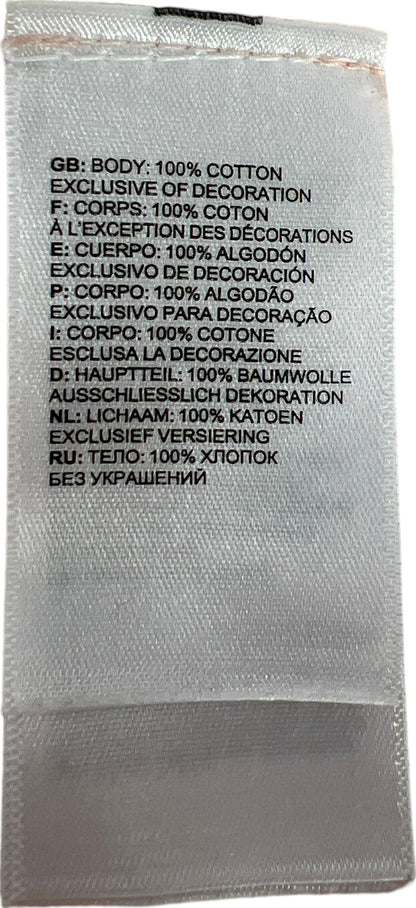 GB: BODY: 100% COTTON
EXCLUSIVE OF DECORATION
F: CORPS: 100% COTON
À L'EXCEPTION DES DÉCORATIONS
E: CUERPO: 100% ALGODÓN
EXCLUSIVO DE DECORACIÓN
P: CORPO: 100% ALGODÃO
EXCLUSIVO PARA DECORAÇÃO
I: CORPO: 100% COTONE
ESCLUSA LA DECORAZIONE
D: HAUPTTEIL: 100% BAUMWOLLE
AUSSCHLIESSLICH DEKORATION
NL: LICHAAM: 100% KATOEN
EXCLUSIEF VERSIERING
RU: ТЕЛО: 100% ХЛОПОК
БЕЗ УКРАШЕНИЙ